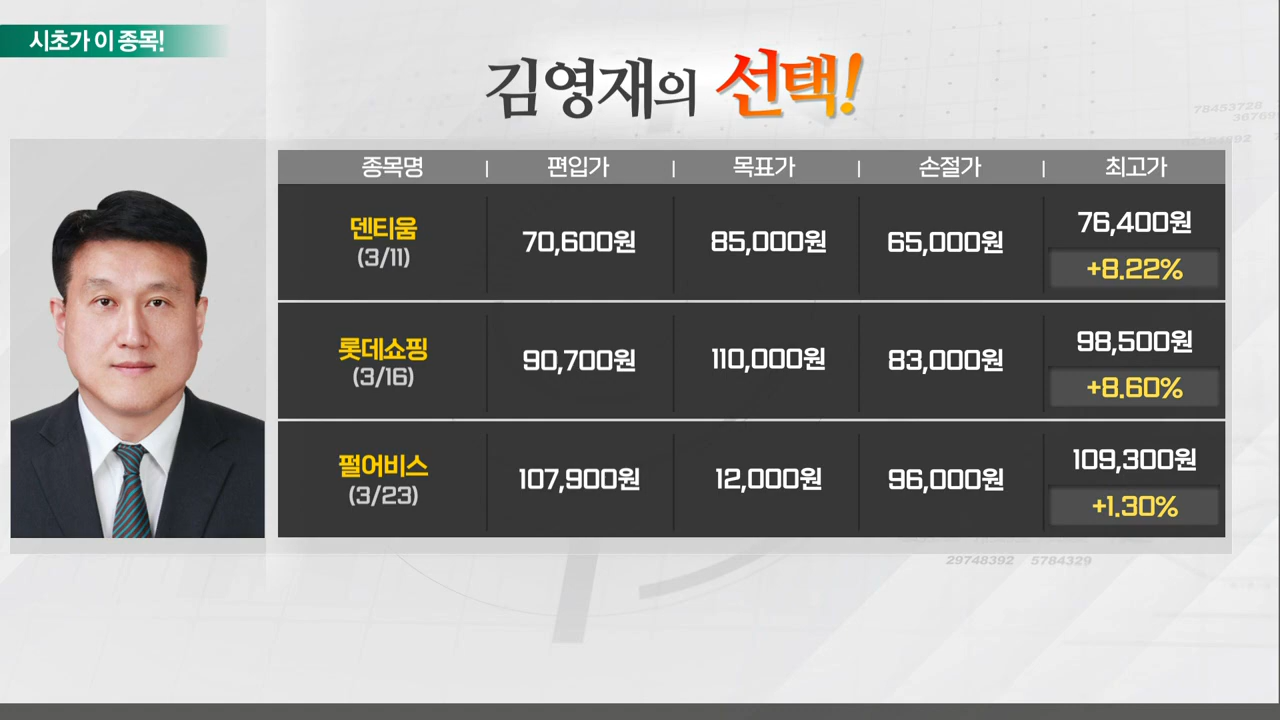 시초가 이 종목!
김영재의 선택!
78453728
종목명 | 편입가 | 목표가 | 손절가 | 최고가
덴티움 (3/11) 70,600원 85,000원 65,000원 76,400원 +8.22%
롯데쇼핑 (3/16) 90,700원 110,000원 83,000원 98,500원 +8.60%
펄어비스 (3/23) 107,900원 12,000원 96,000원 109,300원 +1.30%
29748392 5784329